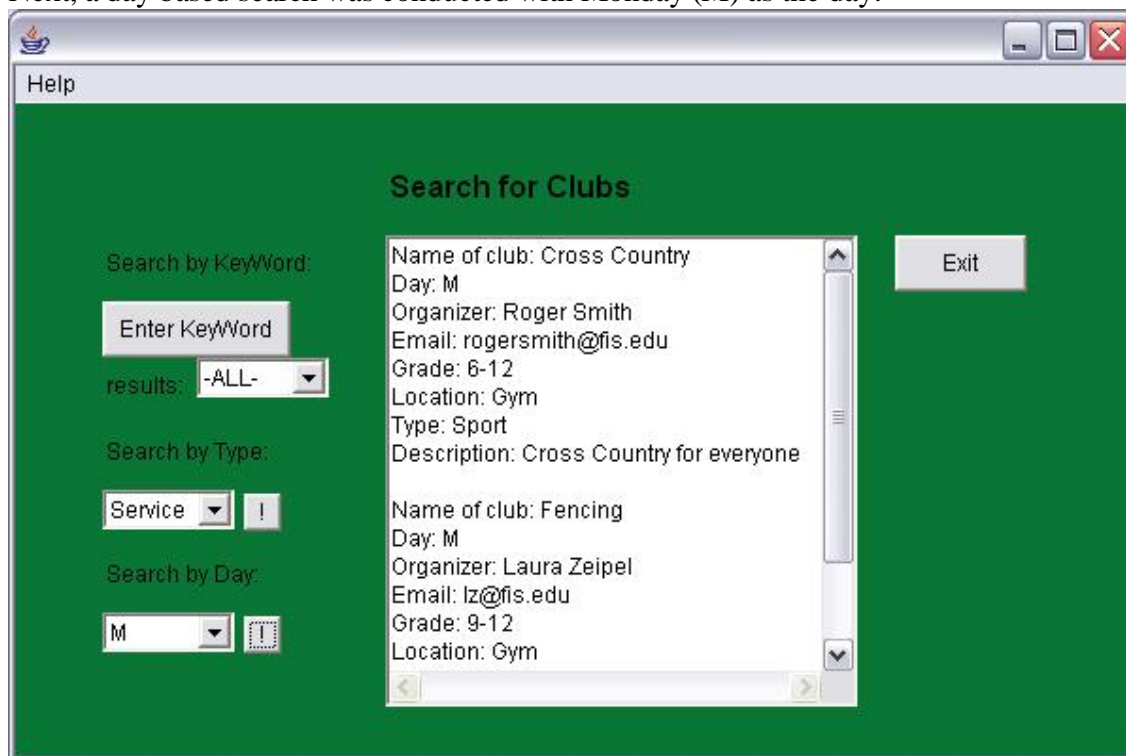 Next, a day based search was conducted with Monday (M) as the day.
Help
Search for Clubs
Search by KeyWord:
Enter KeyWord
results: -ALL-
Search by Type:
Service !
Search by Day:
M !
Name of club: Cross Country
Day: M
Organizer: Roger Smith
Email: rogersmith@fis.edu
Grade: 6-12
Location: Gym
Type: Sport
Description: Cross Country for everyone
Name of club: Fencing
Day: M
Organizer: Laura Zeipel
Email: lz@fis.edu
Grade: 9-12
Location: Gym
Exit